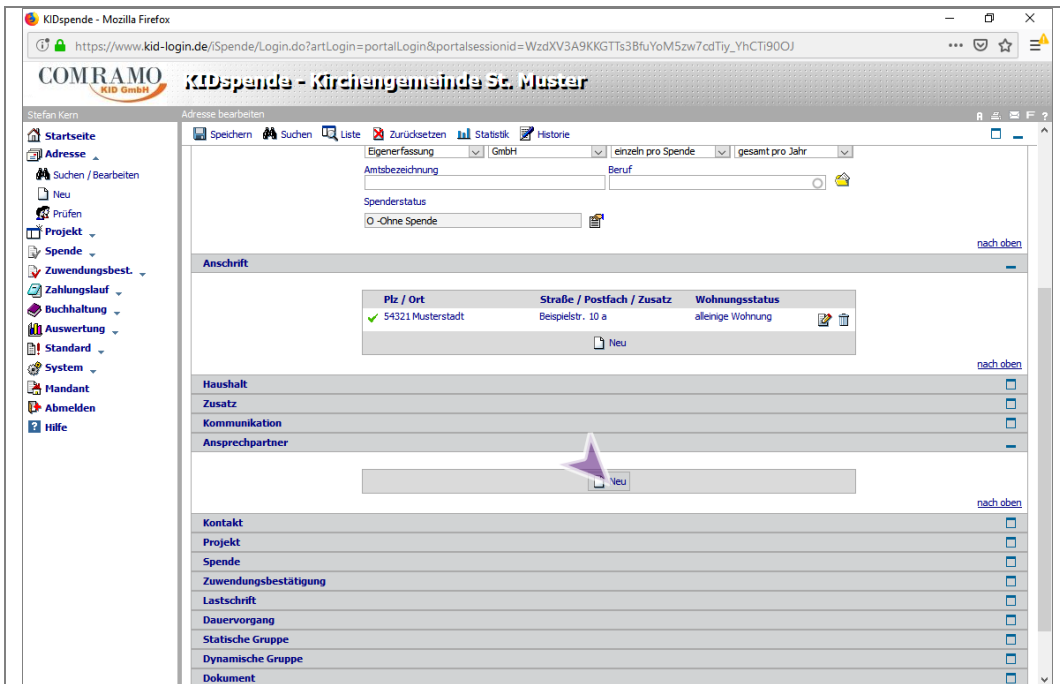 KIDspende - Mozilla Firefox
https://www.kid-login.de/iSpende/Login.do?artLogin=portalLogin&portalsessionid=WzdXV3A9KKGTTs3BfuYoM5zw7cdTiy_YhCTi90OJ
COMRAMO
KID GmbH
KIDspende - Kirchengemeinde St. Muster
Stefan Kern
Adresse bearbeiten
Startseite
Adresse
Suchen / Bearbeiten
Neu
Prüfen
Projekt
Spende
Zuwendungsbest.
Zahlungslauf
Buchhaltung
Auswertung
Standard
System
Mandant
Abmelden
Hilfe
Speichern Suchen Liste Zurücksetzen Statistik Historie
Eigenerfassung GmbH einzeln pro Spende gesamt pro Jahr
Amtsbezeichnung Beruf
Spenderstatus
O -Ohne Spende
nach oben
Anschrift
Plz / Ort Straße / Postfach / Zusatz Wohnungsstatus
54321 Musterstadt Beispielstr. 10 a alleinige Wohnung
Neu
nach oben
Haushalt
Zusatz
Kommunikation
Ansprechpartner
Neu
nach oben
Kontakt
Projekt
Spende
Zuwendungsbestätigung
Lastschrift
Dauervorgang
Statische Gruppe
Dynamische Gruppe
Dokument